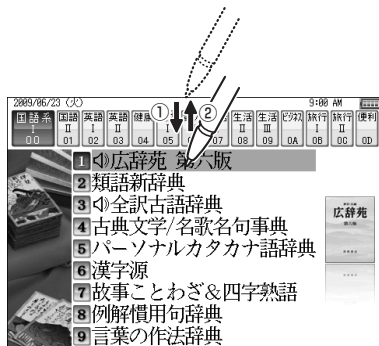 ① ②
2009/06/23 (火) 9:00 AM
国語系 I 00 国語 II 01 英語 I 02 英語 II 03 健康 04 05 07 生活 II 08 生活 III 09 ビジネス 0A 旅行 I 0B 旅行 II 0C 便利 0D
1 広辞苑 第六版
2 類語新辞典
3 全訳古語辞典
4 古典文学/名歌名句事典
5 パーソナルカタカナ語辞典
6 漢字源
7 故事ことわざ&四字熟語
8 例解慣用句辞典
9 言葉の作法辞典
広辞苑